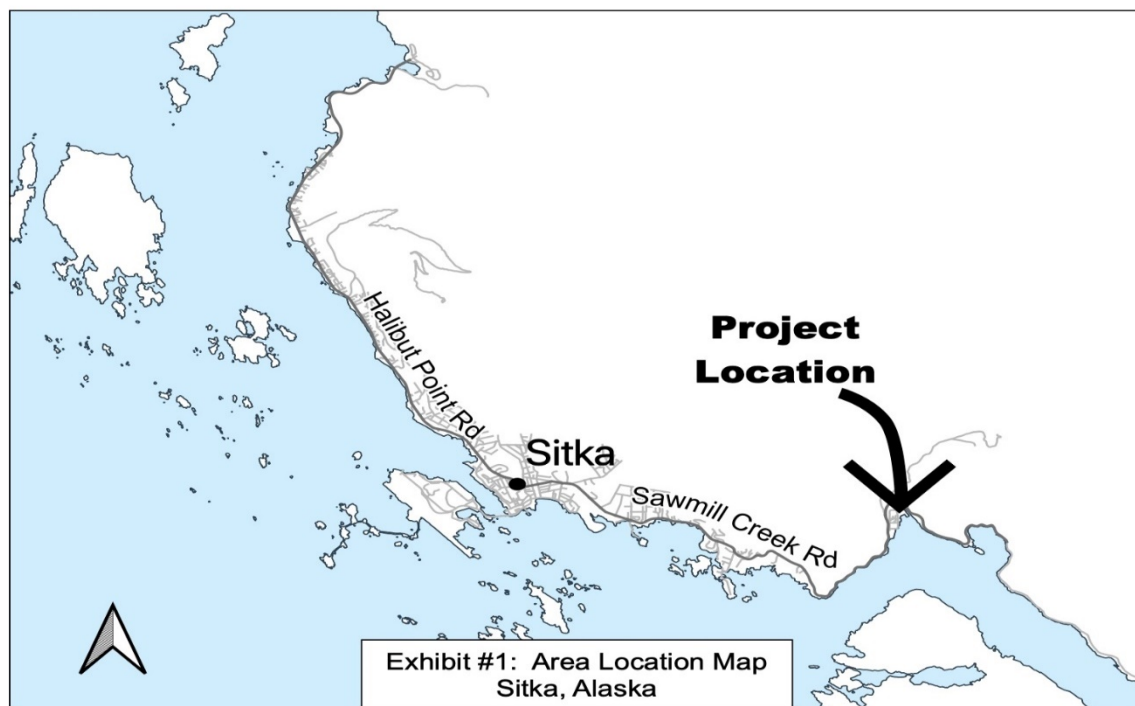 Project
Location
Halibut Point Rd
Sitka
Sawmill Creek Rd
Exhibit #1: Area Location Map
Sitka, Alaska